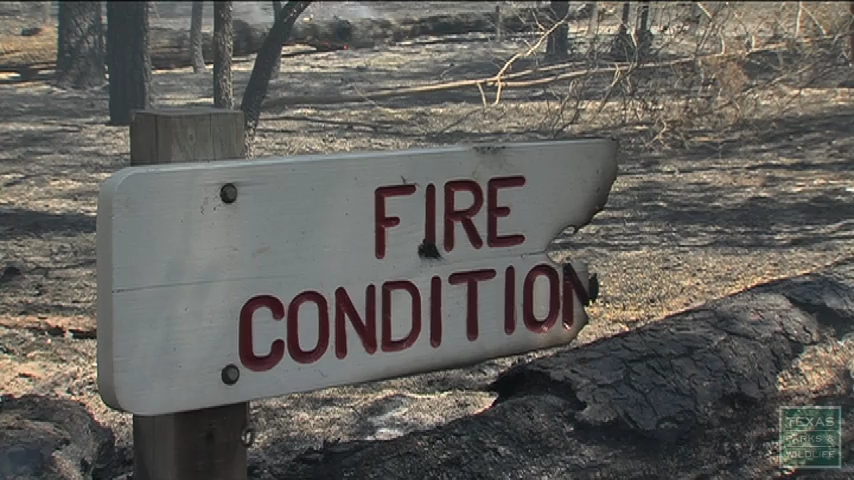 FIRE
CONDITION
TEXAS
PARKS &
WILDLIFE